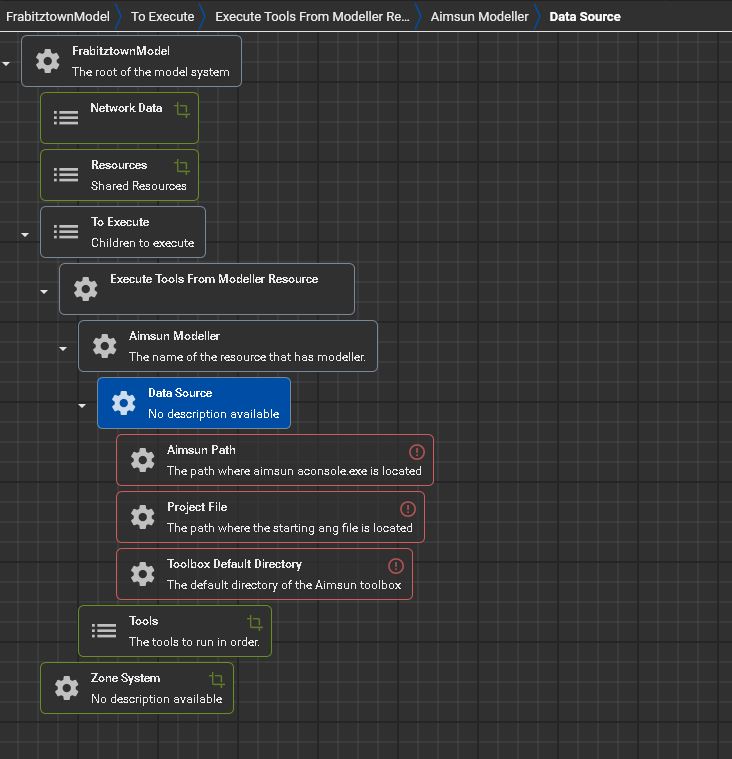 FrabitztownModel To Execute Execute Tools From Modeller Re... Aimsun Modeller Data Source
FrabitztownModel
The root of the model system
Network Data
Resources
Shared Resources
To Execute
Children to execute
Execute Tools From Modeller Resource
Aimsun Modeller
The name of the resource that has modeller.
Data Source
No description available
Aimsun Path
The path where aimsun aconsole.exe is located
Project File
The path where the starting ang file is located
Toolbox Default Directory
The default directory of the Aimsun toolbox
Tools
The tools to run in order.
Zone System
No description available